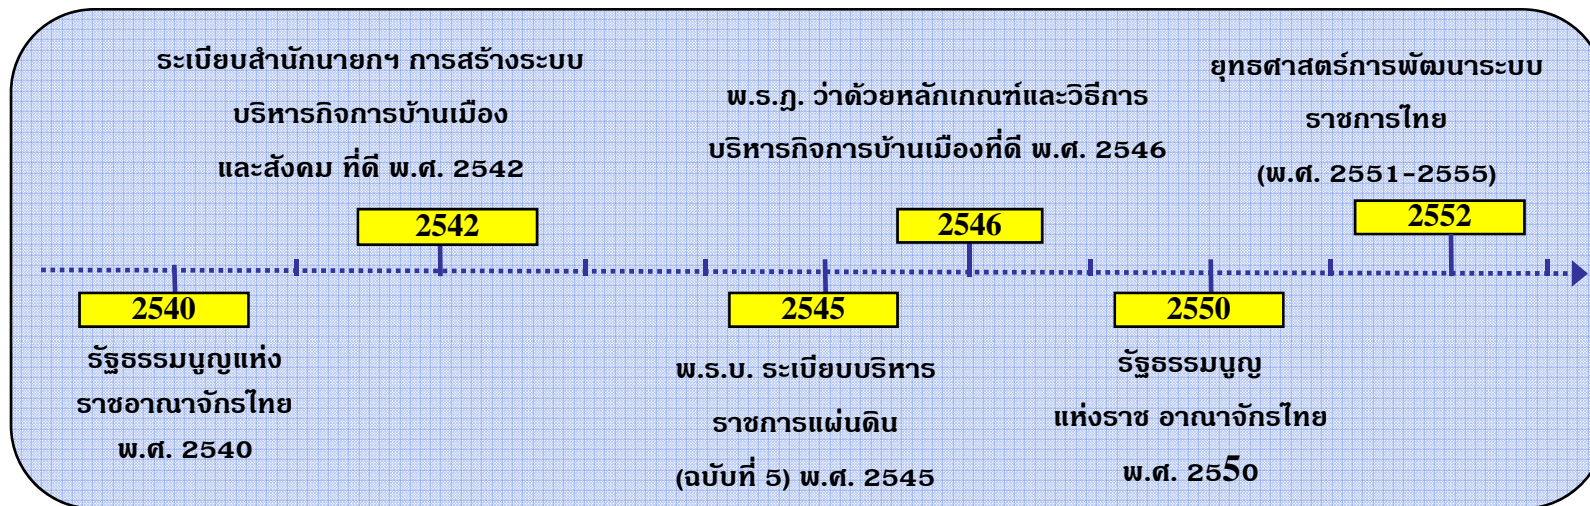 ระเบียบสำนักนายกฯ การสร้างระบบ
บริหารกิจการบ้านเมือง
และสังคม ที่ดี พ.ศ. 2542
พ.ร.ฎ. ว่าด้วยหลักเกณฑ์และวิธีการ
บริหารกิจการบ้านเมืองที่ดี พ.ศ. 2546
ยุทธศาสตร์การพัฒนาระบบ
ราชการไทย
(พ.ศ. 2551-2555)
2542
2546
2552
2540
2545
2550
รัฐธรรมนูญแห่ง
ราชอาณาจักรไทย
พ.ศ. 2540
พ.ร.บ. ระเบียบบริหาร
ราชการแผ่นดิน
(ฉบับที่ 5) พ.ศ. 2545
รัฐธรรมนูญ
แห่งราช อาณาจักรไทย
พ.ศ. 2550